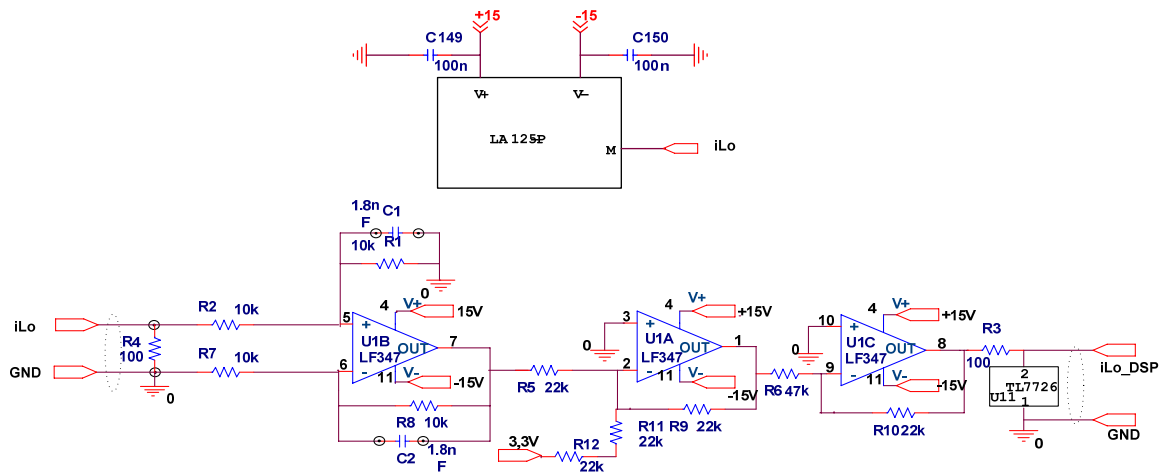 +15
-15
C149
100n
C150
100n
V+
V-
LA 125P
M
iLo
1.8n
F
C1
10k
R1
0
R2
10k
iLo
R4
100
GND
R7
10k
0
5
+
6
-
U1B
LF347
OUT
7
4
V+
15V
11
V-
-15V
R8
10k
C2
1.8n
F
R5
22k
3
+
2
-
0
U1A
LF347
OUT
1
4
V+
+15V
11
V-
-15V
R11
22k
R9
22k
3,3V
R12
22k
R6
47k
10
+
9
-
0
U1C
LF347
OUT
8
4
V+
+15V
11
V-
-15V
R10
22k
R3
100
2
TL7726
U11
1
0
iLo_DSP
GND